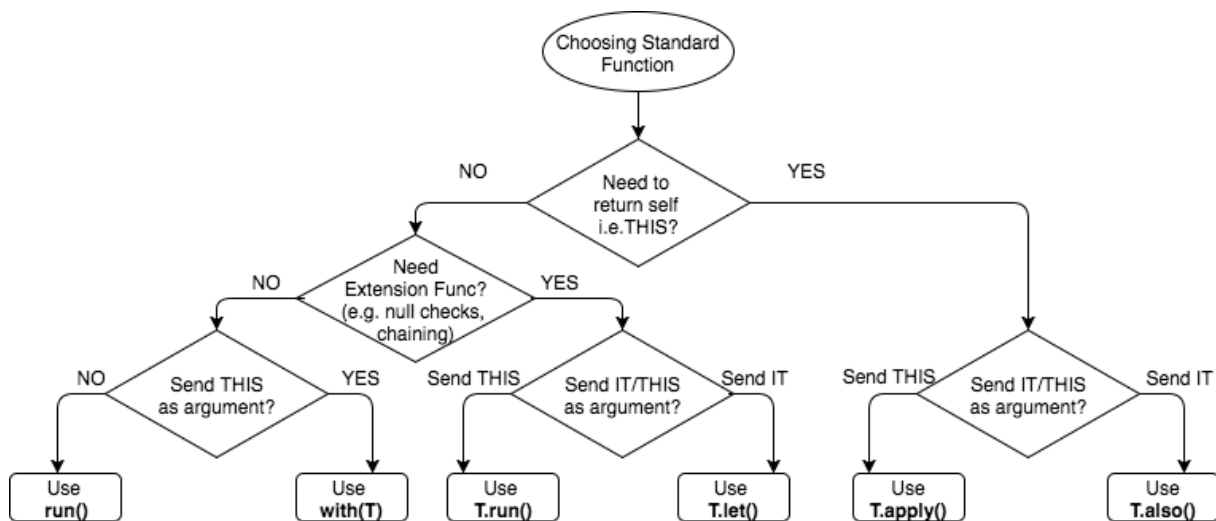 Choosing Standard
Function
NO
YES
Need to
return self
i.e.THIS?
NO
Need
Extension Func?
(e.g. null checks,
chaining)
YES
NO
Send THIS
as argument?
YES
Send THIS
Send IT/THIS
as argument?
Send IT
Send THIS
Send IT/THIS
as argument?
Send IT
Use
run()
Use
with(T)
Use
T.run()
Use
T.let()
Use
T.apply()
Use
T.also()